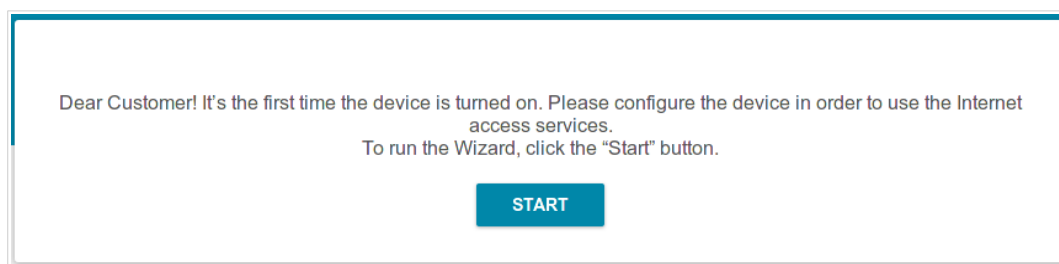 Dear Customer! It’s the first time the device is turned on. Please configure the device in order to use the Internet
access services.
To run the Wizard, click the “Start” button.
START